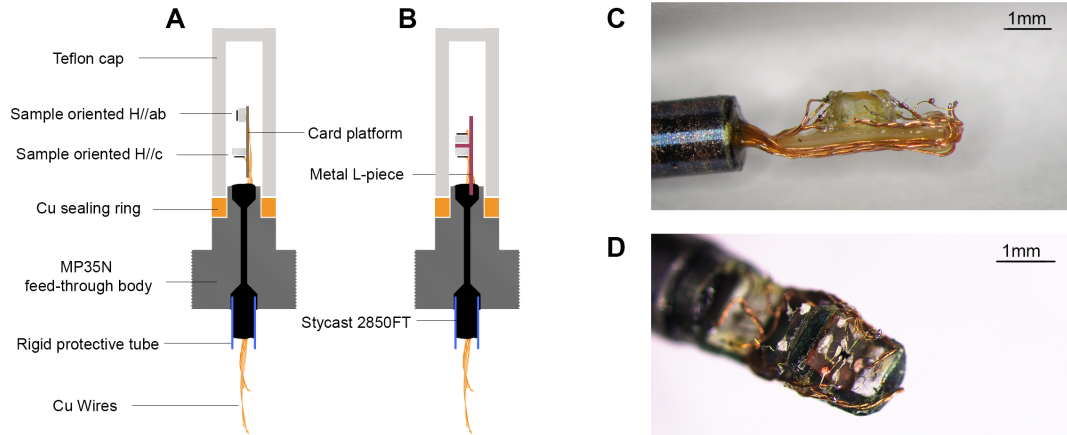 A
B
C
1mm
Teflon cap
Sample oriented H//ab
Card platform
Sample oriented H//c
Metal L-piece
Cu sealing ring
D
1mm
MP35N
feed-through body
Stycast 2850FT
Rigid protective tube
Cu Wires